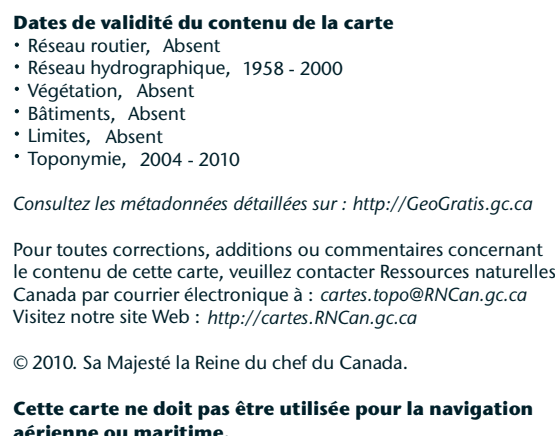 Dates de validité du contenu de la carte
• Réseau routier, Absent
• Réseau hydrographique, 1958 - 2000
• Végétation, Absent
• Bâtiments, Absent
• Limites, Absent
• Toponymie, 2004 - 2010
Consultez les métadonnées détaillées sur : http://GeoGratis.gc.ca
Pour toutes corrections, additions ou commentaires concernant
le contenu de cette carte, veuillez contacter Ressources naturelles
Canada par courrier électronique à : cartes.topo@RNCan.gc.ca
Visitez notre site Web : http://cartes.RNCan.gc.ca
© 2010. Sa Majesté la Reine du chef du Canada.
Cette carte ne doit pas être utilisée pour la navigation
aérienne ou maritime.